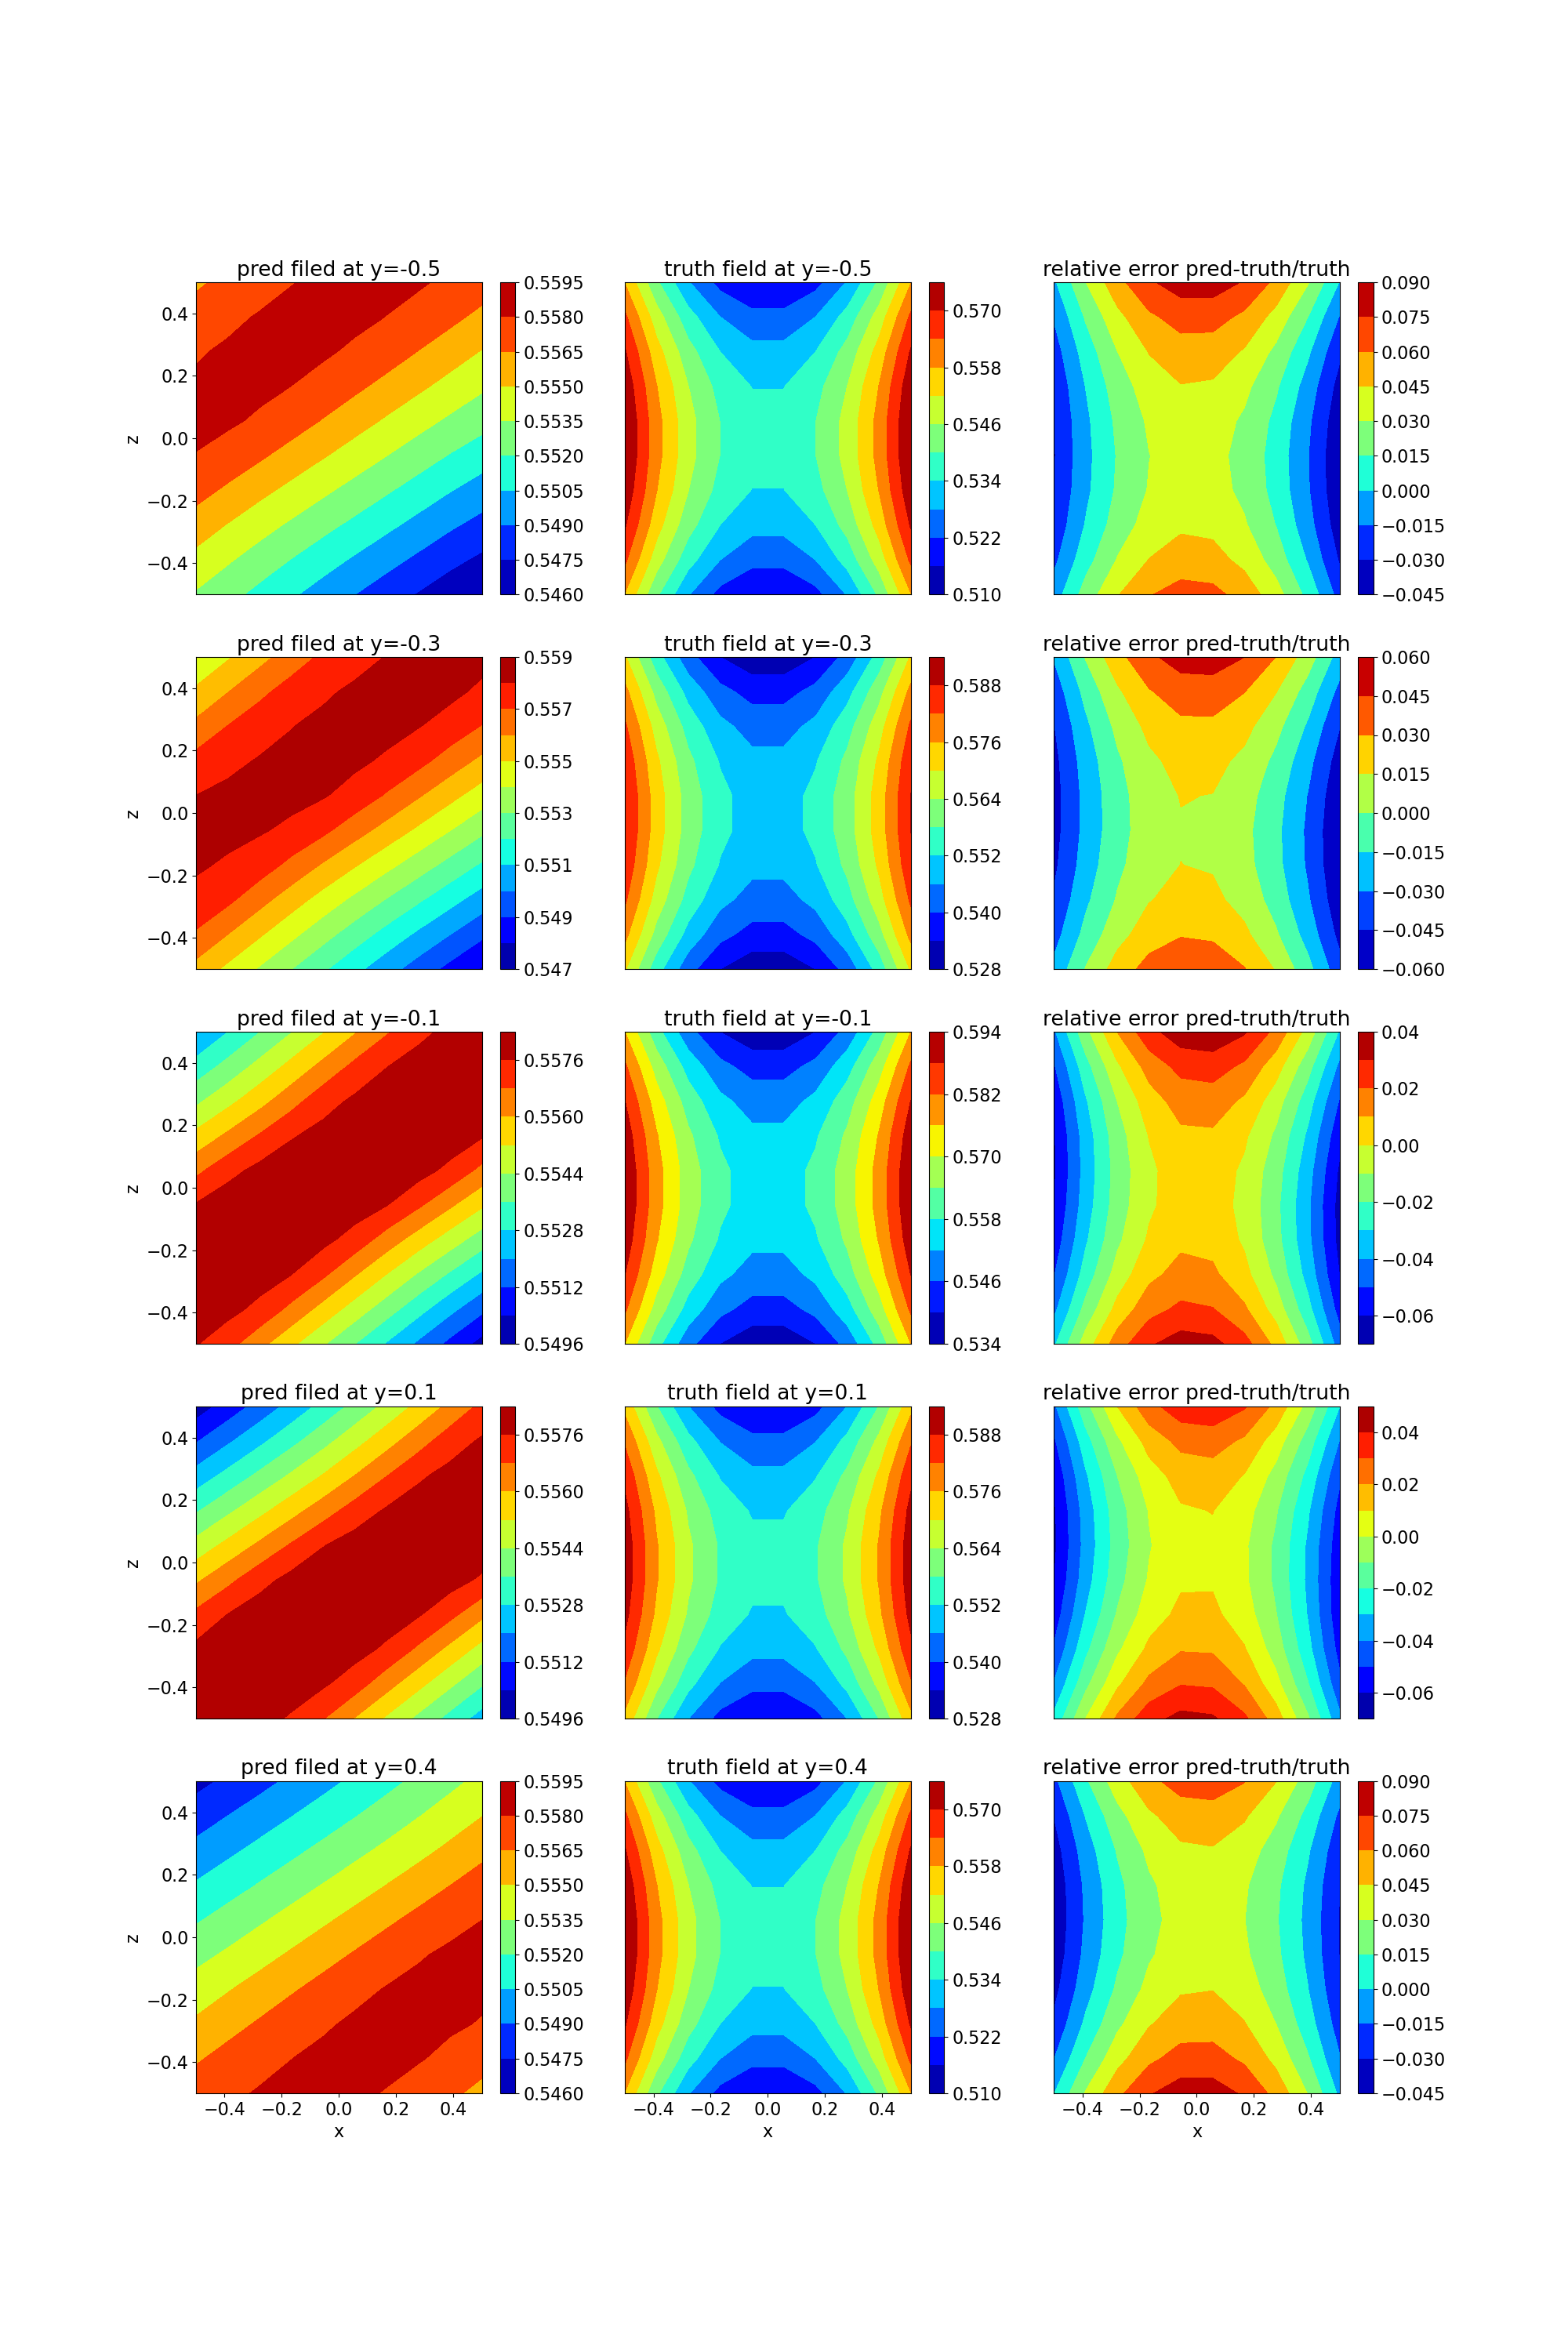 pred filed at y=-0.5 truth field at y=-0.5 relative error pred-truth/truth
z 0.4 0.2 0.0 −0.2 −0.4
0.5595 0.5580 0.5565 0.5550 0.5535 0.5520 0.5505 0.5490 0.5475 0.5460
0.570 0.558 0.546 0.534 0.522 0.510
0.090 0.075 0.060 0.045 0.030 0.015 0.000 −0.015 −0.030 −0.045
pred filed at y=-0.3 truth field at y=-0.3 relative error pred-truth/truth
z 0.4 0.2 0.0 −0.2 −0.4
0.559 0.557 0.555 0.553 0.551 0.549 0.547
0.588 0.576 0.564 0.552 0.540 0.528
0.060 0.045 0.030 0.015 0.000 −0.015 −0.030 −0.045 −0.060
pred filed at y=-0.1 truth field at y=-0.1 relative error pred-truth/truth
z 0.4 0.2 0.0 −0.2 −0.4
0.5576 0.5560 0.5544 0.5528 0.5512 0.5496
0.594 0.582 0.570 0.558 0.546 0.534
0.04 0.02 0.00 −0.02 −0.04 −0.06
pred filed at y=0.1 truth field at y=0.1 relative error pred-truth/truth
z 0.4 0.2 0.0 −0.2 −0.4
0.5576 0.5560 0.5544 0.5528 0.5512 0.5496
0.588 0.576 0.564 0.552 0.540 0.528
0.04 0.02 0.00 −0.02 −0.04 −0.06
pred filed at y=0.4 truth field at y=0.4 relative error pred-truth/truth
z 0.4 0.2 0.0 −0.2 −0.4
0.5595 0.5580 0.5565 0.5550 0.5535 0.5520 0.5505 0.5490 0.5475 0.5460
0.570 0.558 0.546 0.534 0.522 0.510
0.090 0.075 0.060 0.045 0.030 0.015 0.000 −0.015 −0.030 −0.045
−0.4 −0.2 0.0 0.2 0.4 −0.4 −0.2 0.0 0.2 0.4 −0.4 −0.2 0.0 0.2 0.4
x x x